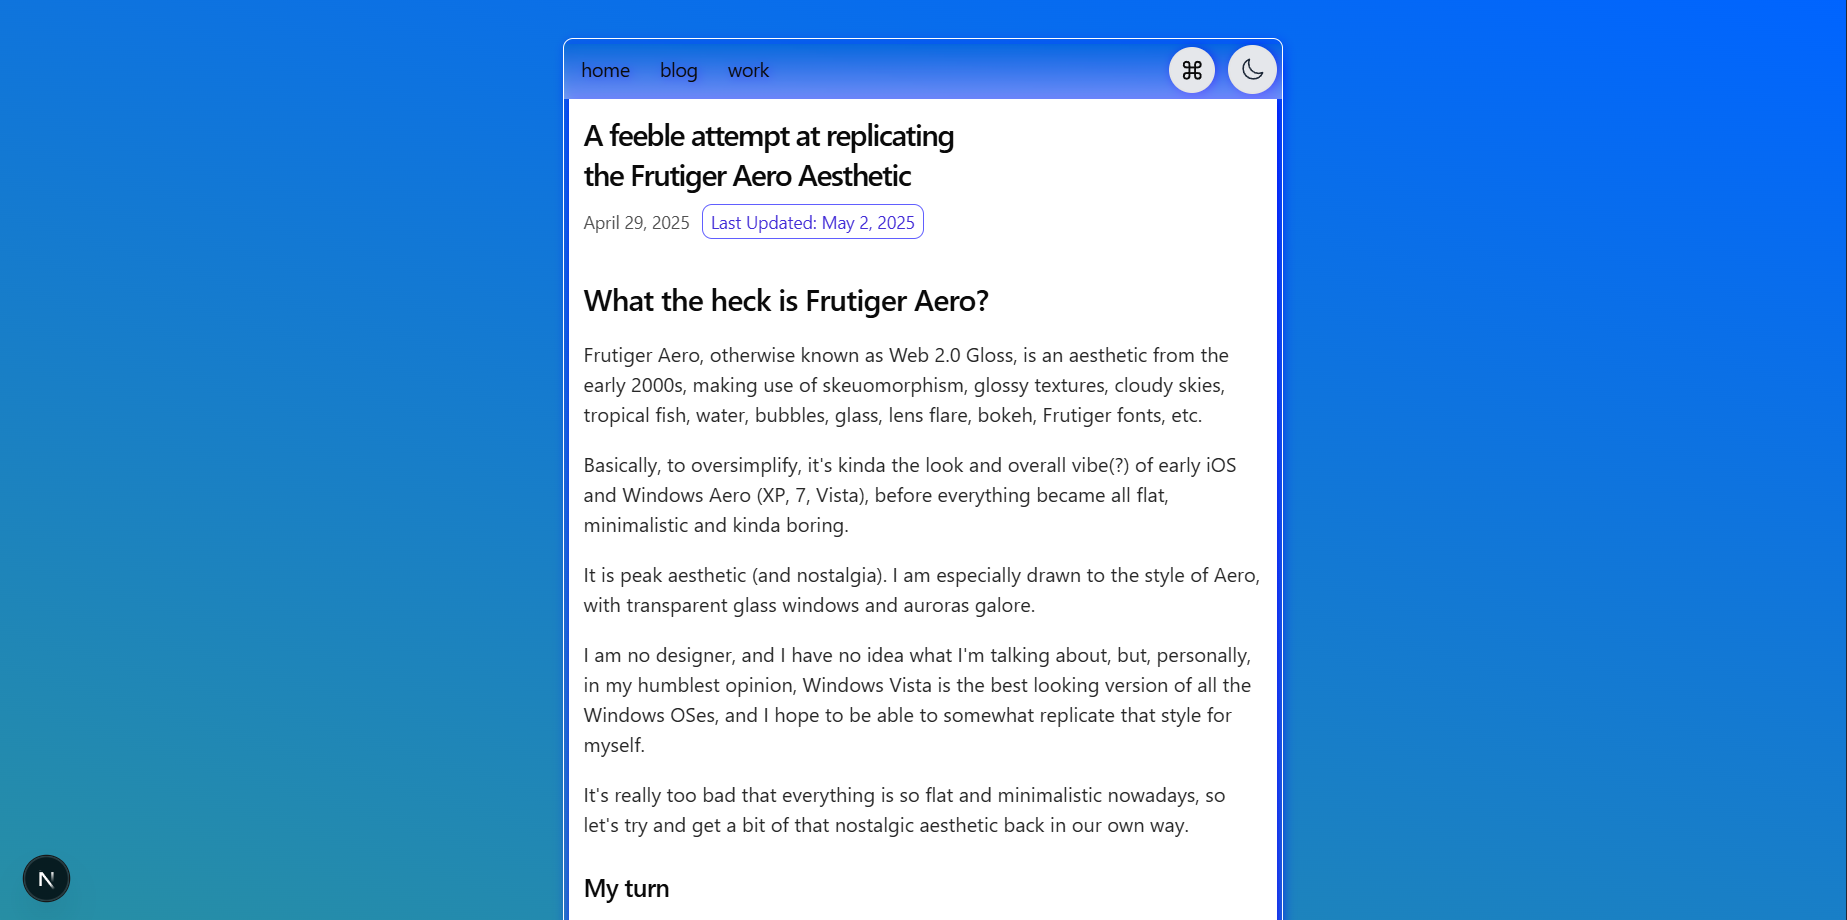 home blog work
A feeble attempt at replicating
the Frutiger Aero Aesthetic
April 29, 2025 Last Updated: May 2, 2025
What the heck is Frutiger Aero?
Frutiger Aero, otherwise known as Web 2.0 Gloss, is an aesthetic from the
early 2000s, making use of skeuomorphism, glossy textures, cloudy skies,
tropical fish, water, bubbles, glass, lens flare, bokeh, Frutiger fonts, etc.
Basically, to oversimplify, it's kinda the look and overall vibe(?) of early iOS
and Windows Aero (XP, 7, Vista), before everything became all flat,
minimalistic and kinda boring.
It is peak aesthetic (and nostalgia). I am especially drawn to the style of Aero,
with transparent glass windows and auroras galore.
I am no designer, and I have no idea what I'm talking about, but, personally,
in my humblest opinion, Windows Vista is the best looking version of all the
Windows OSes, and I hope to be able to somewhat replicate that style for
myself.
It's really too bad that everything is so flat and minimalistic nowadays, so
let's try and get a bit of that nostalgic aesthetic back in our own way.
My turn
N